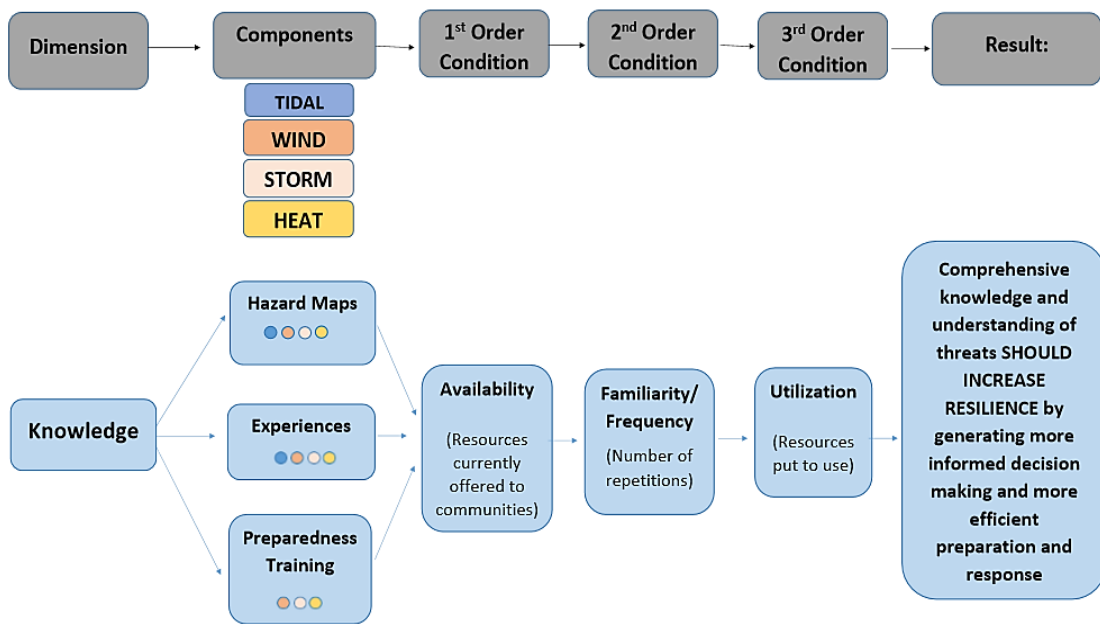 Dimension
Components
1st Order
Condition
2nd Order
Condition
3rd Order
Condition
Result:
TIDAL
WIND
STORM
HEAT
Knowledge
Hazard Maps
Experiences
Preparedness
Training
Availability
(Resources
currently
offered to
communities)
Familiarity/
Frequency
(Number of
repetitions)
Utilization
(Resources
put to use)
Comprehensive
knowledge and
understanding of
threats SHOULD
INCREASE
RESILIENCE by
generating more
informed decision
making and more
efficient
preparation and
response